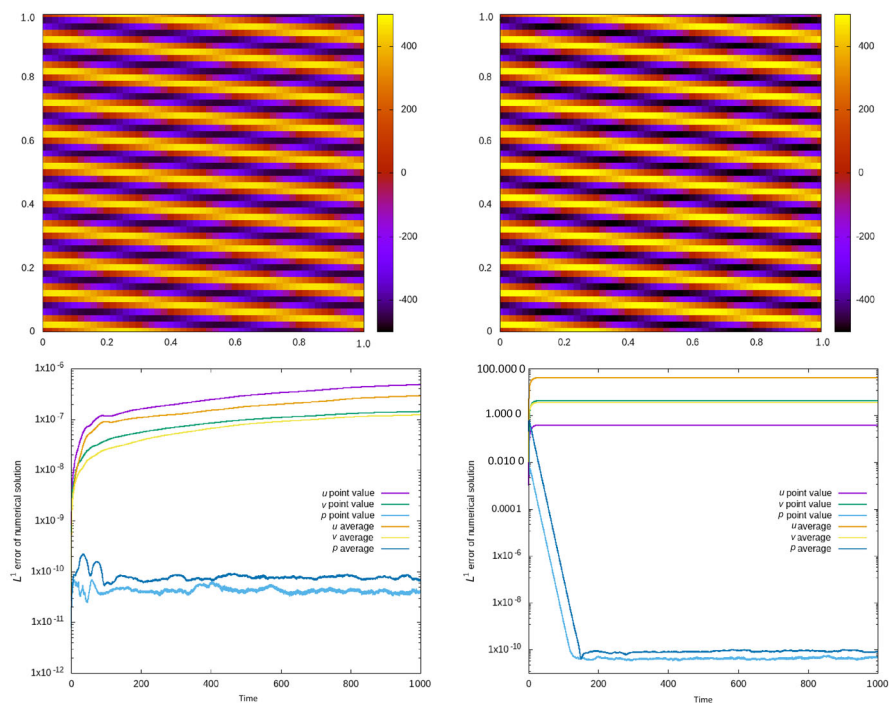 1.0
0.8
0.6
0.4
0.2
0
0 0.2 0.4 0.6 0.8 1.0
400
200
0
-200
-400
1.0
0.8
0.6
0.4
0.2
0
0 0.2 0.4 0.6 0.8 1.0
400
200
0
-200
-400
L¹ error of numerical solution
1x10⁻⁶
1x10⁻⁷
1x10⁻⁸
1x10⁻⁹
1x10⁻¹⁰
1x10⁻¹¹
1x10⁻¹²
u point value
v point value
p point value
u average
v average
p average
0 200 400 600 800 1000
Time
L¹ error of numerical solution
100.000 0
1.000 0
0.010 0
0.0001
1x10⁻⁶
1x10⁻⁸
1x10⁻¹⁰
u point value
v point value
p point value
u average
v average
p average
0 200 400 600 800 1000
Time